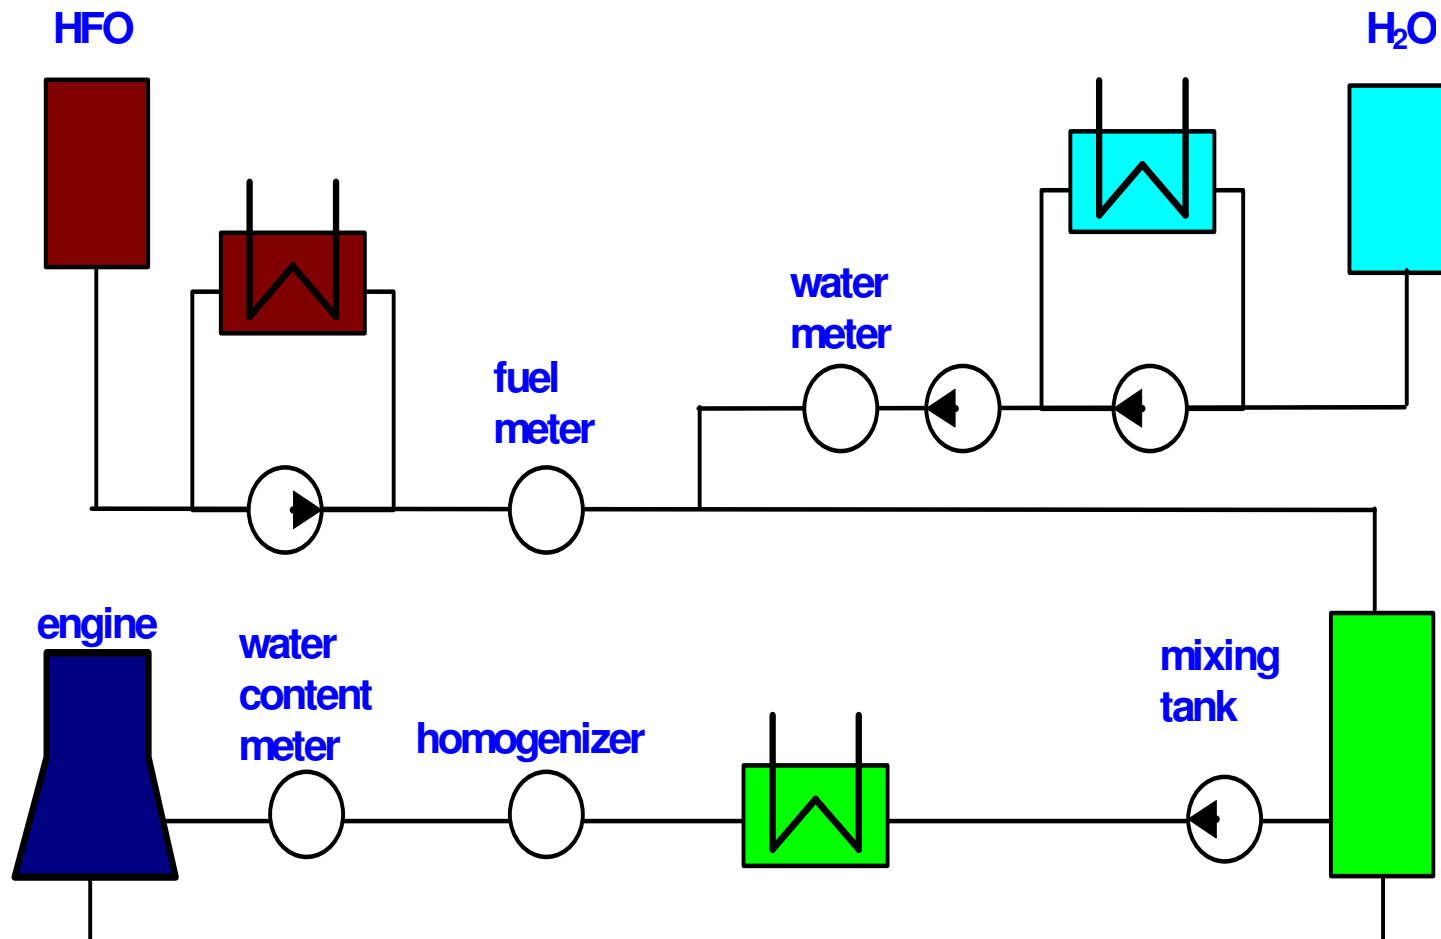 HFO
H₂O
water
meter
fuel
meter
engine
water
content
meter
homogenizer
mixing
tank